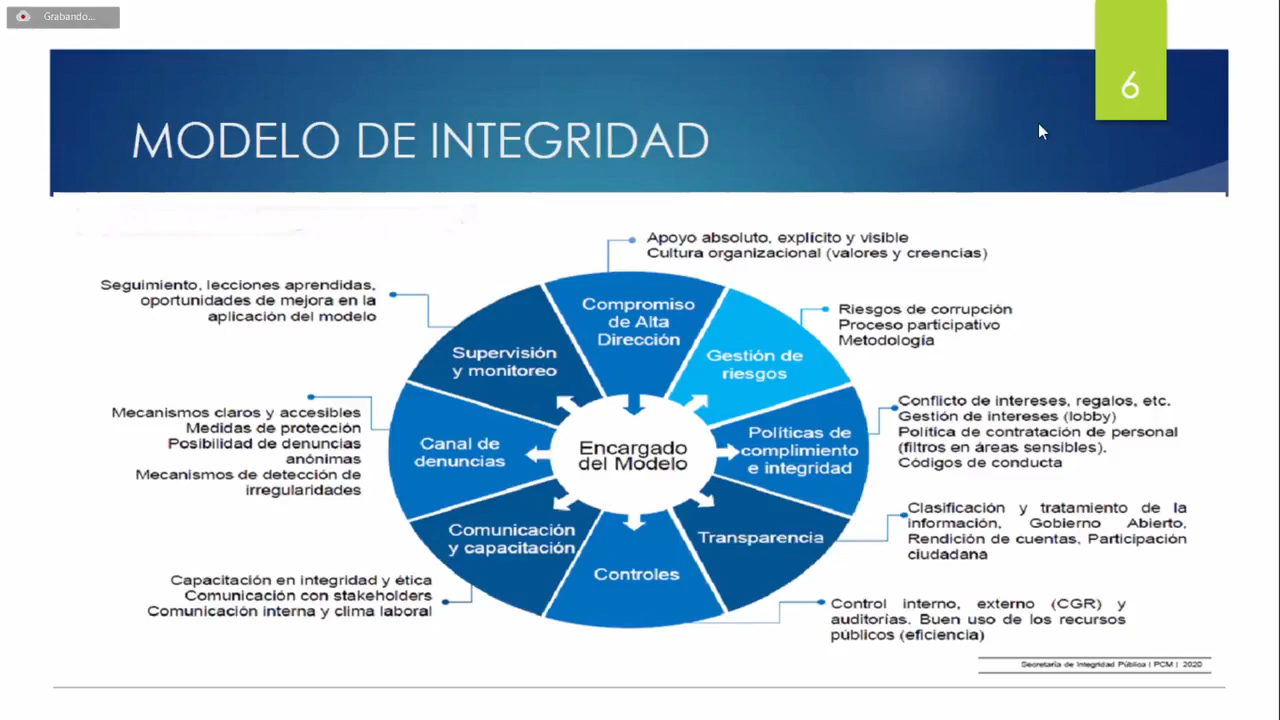 Grabando...
6
MODELO DE INTEGRIDAD
Apoyo absoluto, explícito y visible
Cultura organizacional (valores y creencias)
Seguimiento, lecciones aprendidas,
oportunidades de mejora en la
aplicación del modelo
Compromiso
de Alta
Dirección
Riesgos de corrupción
Proceso participativo
Metodología
Supervisión
y monitoreo
Gestión de
riesgos
Mecanismos claros y accesibles
Medidas de protección
Posibilidad de denuncias
anónimas
Mecanismos de detección de
irregularidades
Canal de
denuncias
Encargado
del Modelo
Políticas de
complimiento
e integridad
Conflicto de intereses, regalos, etc.
Gestión de intereses (lobby)
Política de contratación de personal
(filtros en áreas sensibles).
Códigos de conducta
Comunicación
y capacitación
Controles
Transparencia
Clasificación y tratamiento de la
información, Gobierno Abierto,
Rendición de cuentas, Participación
ciudadana
Capacitación en integridad y ética
Comunicación con stakeholders
Comunicación interna y clima laboral
Control interno, externo (CGR) y
auditorías. Buen uso de los recursos
públicos (eficiencia)
Secretaría de Integridad Pública | PCM | 2020